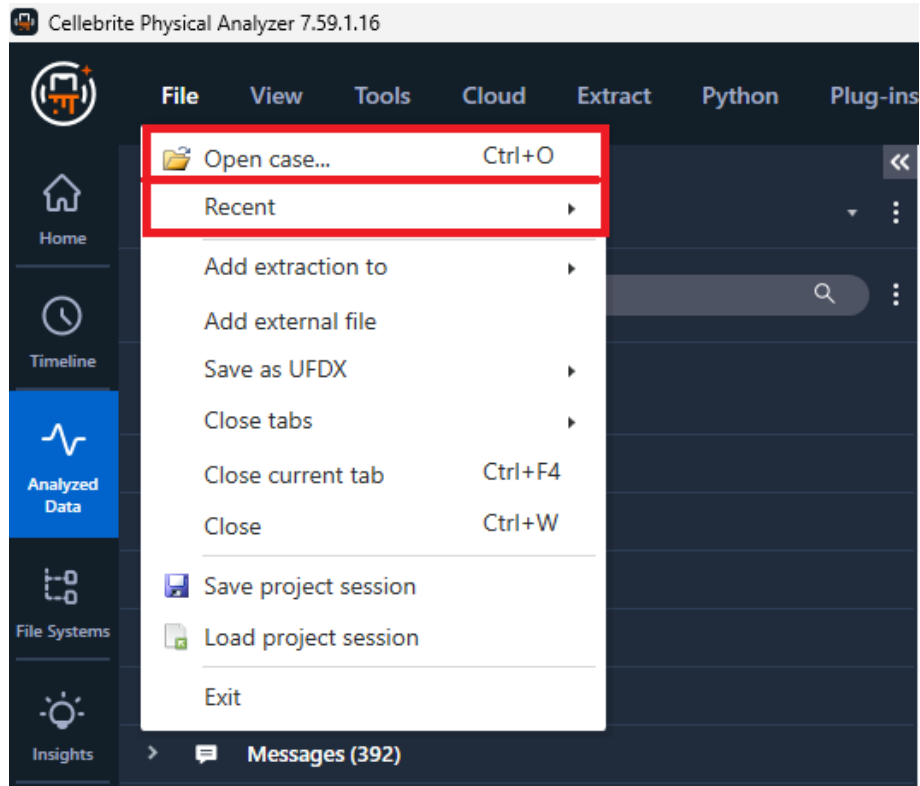 Cellebrite Physical Analyzer 7.59.1.16
File View Tools Cloud Extract Python Plug-ins
Open case... Ctrl+O
Recent
Home
Add extraction to
Add external file
Timeline
Save as UFDX
Close tabs
Close current tab Ctrl+F4
Analyzed
Data
Close Ctrl+W
Save project session
File Systems
Load project session
Exit
Insights
Messages (392)